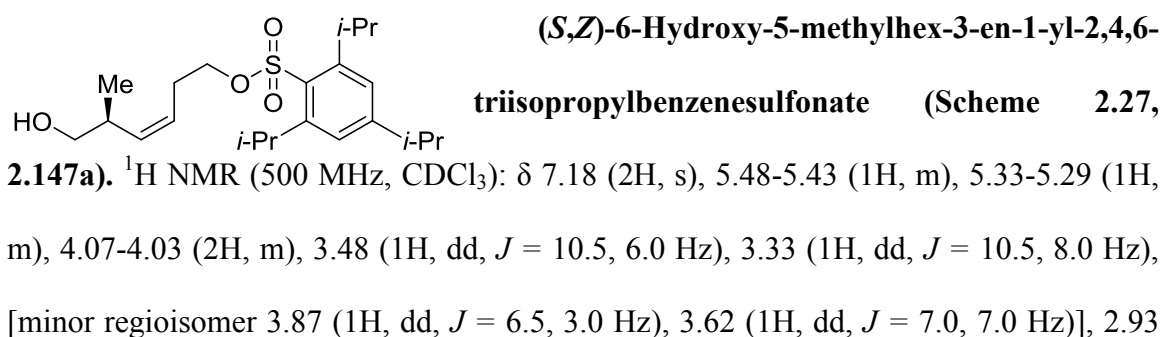 O
S
O
O
i-Pr
i-Pr
i-Pr
Me
HO
(S,Z)-6-Hydroxy-5-methylhex-3-en-1-yl-2,4,6-
triisopropylbenzenesulfonate (Scheme 2.27,
2.147a). ¹H NMR (500 MHz, CDCl₃): δ 7.18 (2H, s), 5.48-5.43 (1H, m), 5.33-5.29 (1H,
m), 4.07-4.03 (2H, m), 3.48 (1H, dd, J = 10.5, 6.0 Hz), 3.33 (1H, dd, J = 10.5, 8.0 Hz),
[minor regioisomer 3.87 (1H, dd, J = 6.5, 3.0 Hz), 3.62 (1H, dd, J = 7.0, 7.0 Hz)], 2.93